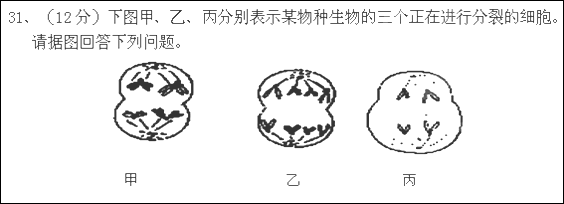 31、（12分）下图甲、乙、丙分别表示某物种生物的三个正在进行分裂的细胞。
请据图回答下列问题。
甲 乙 丙